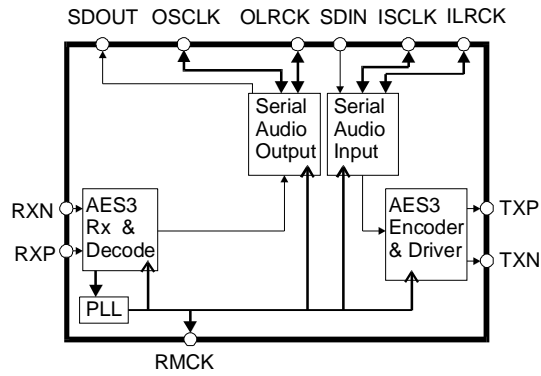 SDOUT OSCLK OLRCK SDIN ISCLK ILRCK
Serial
Audio
Output
Serial
Audio
Input
RXN
RXP
AES3
Rx &
Decode
AES3
Encoder
& Driver
TXP
TXN
PLL
RMCK